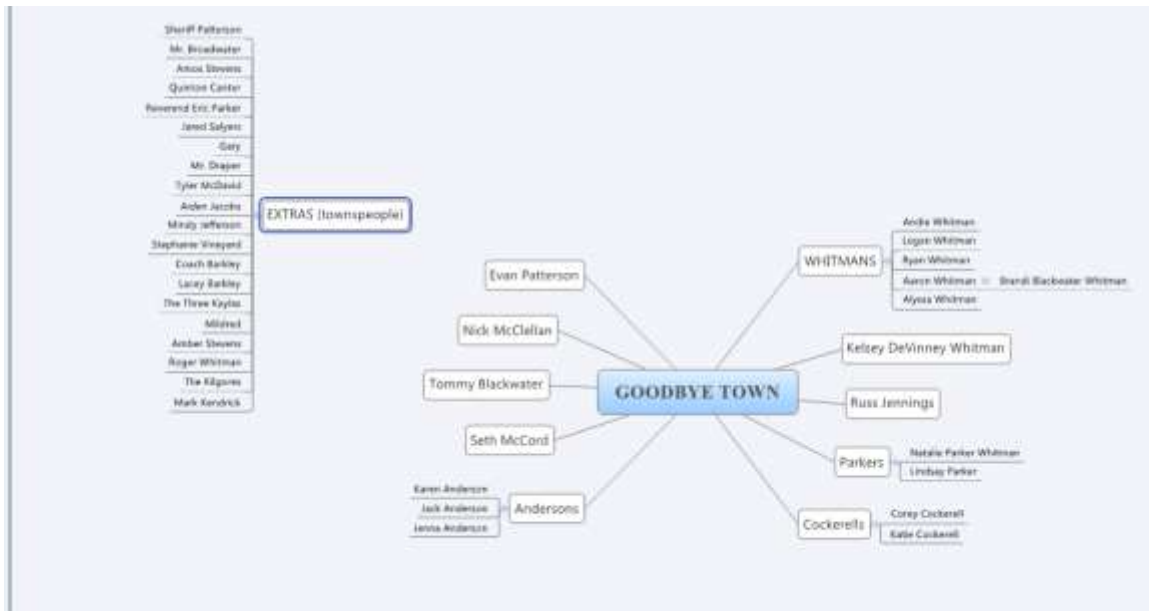 Sheriff Patterson
Mr. Broadwater
Amos Stevens
Quinton Canter
Reverend Eric Parker
Jared Salyers
Gary
Mr. Draper
Tyler McDavid
Aiden Jacobs
Mindy Jefferson
Stephanie Vineyard
Coach Barkley
Lacey Barkley
The Three Kaylas
Mildred
Amber Stevens
Roger Whitman
The Kilgores
Mark Kendrick
EXTRAS (townspeople)
Evan Patterson
Nick McClellan
Tommy Blackwater
Seth McCord
Andersons
Karen Anderson
Jack Anderson
Jenna Anderson
GOODBYE TOWN
WHITMANS
Andie Whitman
Logan Whitman
Ryan Whitman
Aaron Whitman
Brandi Blackwater Whitman
Alyssa Whitman
Kelsey DeVinney Whitman
Russ Jennings
Parkers
Natalie Parker Whitman
Lindsay Parker
Cockerells
Corey Cockerell
Katie Cockerell